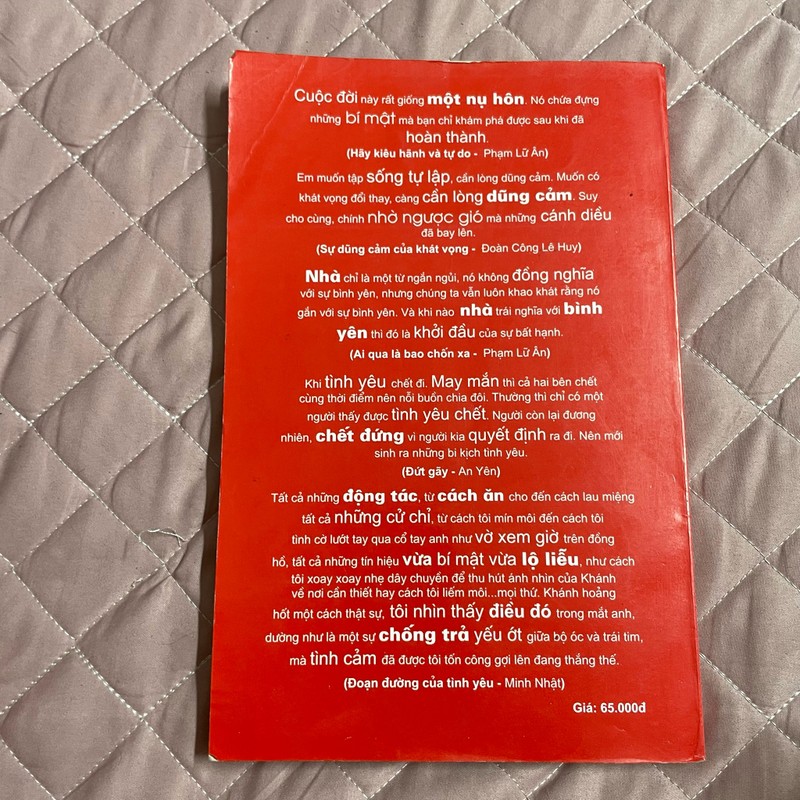 Cuộc đời này rất giống một nụ hôn. Nó chứa đựng
những bí mật mà bạn chỉ khám phá được sau khi đã
hoàn thành.
(Hãy kiêu hãnh và tự do - Phạm Lữ Ân)
Em muốn tập sống tự lập, cần lòng dũng cảm. Muốn có
khát vọng đổi thay, càng cần lòng dũng cảm. Suy
cho cùng, chính nhờ ngược gió mà những cánh diều
đã bay lên.
(Sự dũng cảm của khát vọng - Đoàn Công Lê Huy)
Nhà chỉ là một từ ngắn ngủi, nó không đồng nghĩa
với sự bình yên, nhưng chúng ta vẫn luôn khao khát rằng nó
gắn với sự bình yên. Và khi nào nhà trái nghĩa với bình
yên thì đó là khởi đầu của sự bất hạnh.
(Ai qua là bao chốn xa - Phạm Lữ Ân)
Khi tình yêu chết đi. May mắn thì cả hai bên chết
cùng thời điểm nên nỗi buồn chia đôi. Thường thì chỉ có một
người thấy được tình yêu chết. Người còn lại đương
nhiên, chết đứng vì người kia quyết định ra đi. Nên mới
sinh ra những bi kịch tình yêu.
(Đứt gãy - An Yên)
Tất cả những động tác, từ cách ăn cho đến cách lau miệng
tất cả những cử chỉ, từ cách tôi mín môi đến cách tôi
tình cờ lướt tay qua cổ tay anh như vờ xem giờ trên đồng
hồ, tất cả những tín hiệu vừa bí mật vừa lộ liễu, như cách
tôi xoay xoay nhẹ dây chuyền để thu hút ánh nhìn của Khánh
về nơi cần thiết hay cách tôi liếm môi...mọi thứ. Khánh hoảng
hốt một cách thật sự, tôi nhìn thấy điều đó trong mắt anh,
dường như là một sự chống trả yếu ớt giữa bộ óc và trái tim,
mà tình cảm đã được tôi tốn công gợi lên đang thắng thế.
(Đoạn đường của tình yêu - Minh Nhật)
Giá: 65.000đ